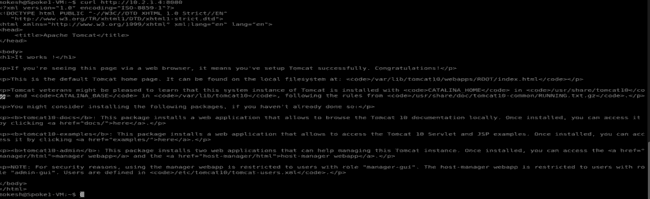 mokesh@Spoke1-VM:~$ curl http://10.2.1.4:8080
<?xml version="1.0" encoding="ISO-8859-1"?>
<!DOCTYPE html PUBLIC "-//W3C//DTD XHTML 1.0 Strict//EN"
"http://www.w3.org/TR/xhtml1/DTD/xhtml1-strict.dtd">
<html xmlns="http://www.w3.org/1999/xhtml" xml:lang="en" lang="en">
<head>
<title>Apache Tomcat</title>
</head>
<body>
<h1>It works !</h1>
<p>If you're seeing this page via a web browser, it means you've setup Tomcat successfully. Congratulations!</p>
<p>This is the default Tomcat home page. It can be found on the local filesystem at: <code>/var/lib/tomcat10/webapps/ROOT/index.html</code></p>
<p>Tomcat veterans might be pleased to learn that this system instance of Tomcat is installed with <code>CATALINA_HOME</code> in <code>/usr/share/tomcat10</co
de> and <code>CATALINA_BASE</code> in <code>/var/lib/tomcat10</code>, following the rules from <code>/usr/share/doc/tomcat10-common/RUNNING.txt.gz</code>.</p>
<p>You might consider installing the following packages, if you haven't already done so:</p>
<p><b>tomcat10-docs</b>: This package installs a web application that allows to browse the Tomcat 10 documentation locally. Once installed, you can access it
by clicking <a href="docs/">here</a>.</p>
<p><b>tomcat10-examples</b>: This package installs a web application that allows to access the Tomcat 10 Servlet and JSP examples. Once installed, you can acc
ess it by clicking <a href="examples/">here</a>.</p>
<p><b>tomcat10-admin</b>: This package installs two web applications that can help managing this Tomcat instance. Once installed, you can access the <a href="
manager/html">manager webapp</a> and the <a href="host-manager/html">host-manager webapp</a>.</p>
<p>NOTE: For security reasons, using the manager webapp is restricted to users with role "manager-gui". The host-manager webapp is restricted to users with ro
le "admin-gui". Users are defined in <code>/etc/tomcat10/tomcat-users.xml</code>.</p>
</body>
</html>
mokesh@Spoke1-VM:~$